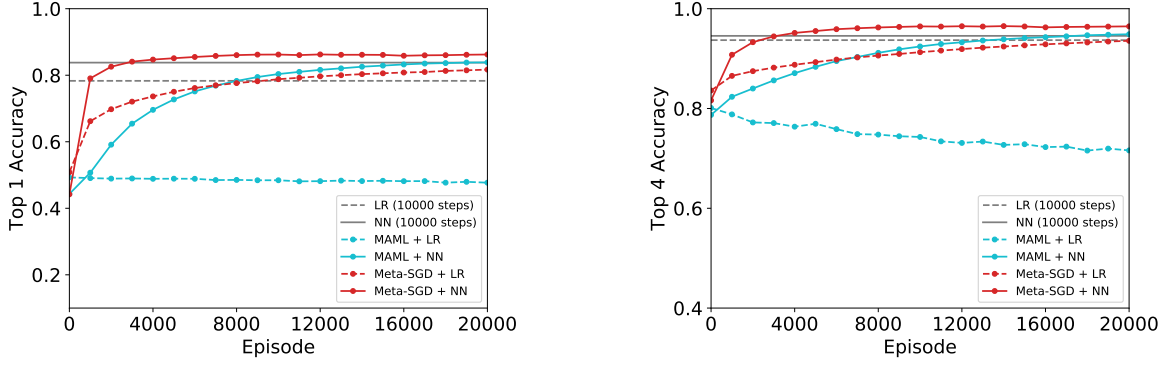 1.0
0.8
0.6
0.4
0.2
Top 1 Accuracy
0 4000 8000 12000 16000 20000
Episode
LR (10000 steps)
NN (10000 steps)
MAML + LR
MAML + NN
Meta-SGD + LR
Meta-SGD + NN
1.0
0.8
0.6
0.4
Top 4 Accuracy
0 4000 8000 12000 16000 20000
Episode
LR (10000 steps)
NN (10000 steps)
MAML + LR
MAML + NN
Meta-SGD + LR
Meta-SGD + NN